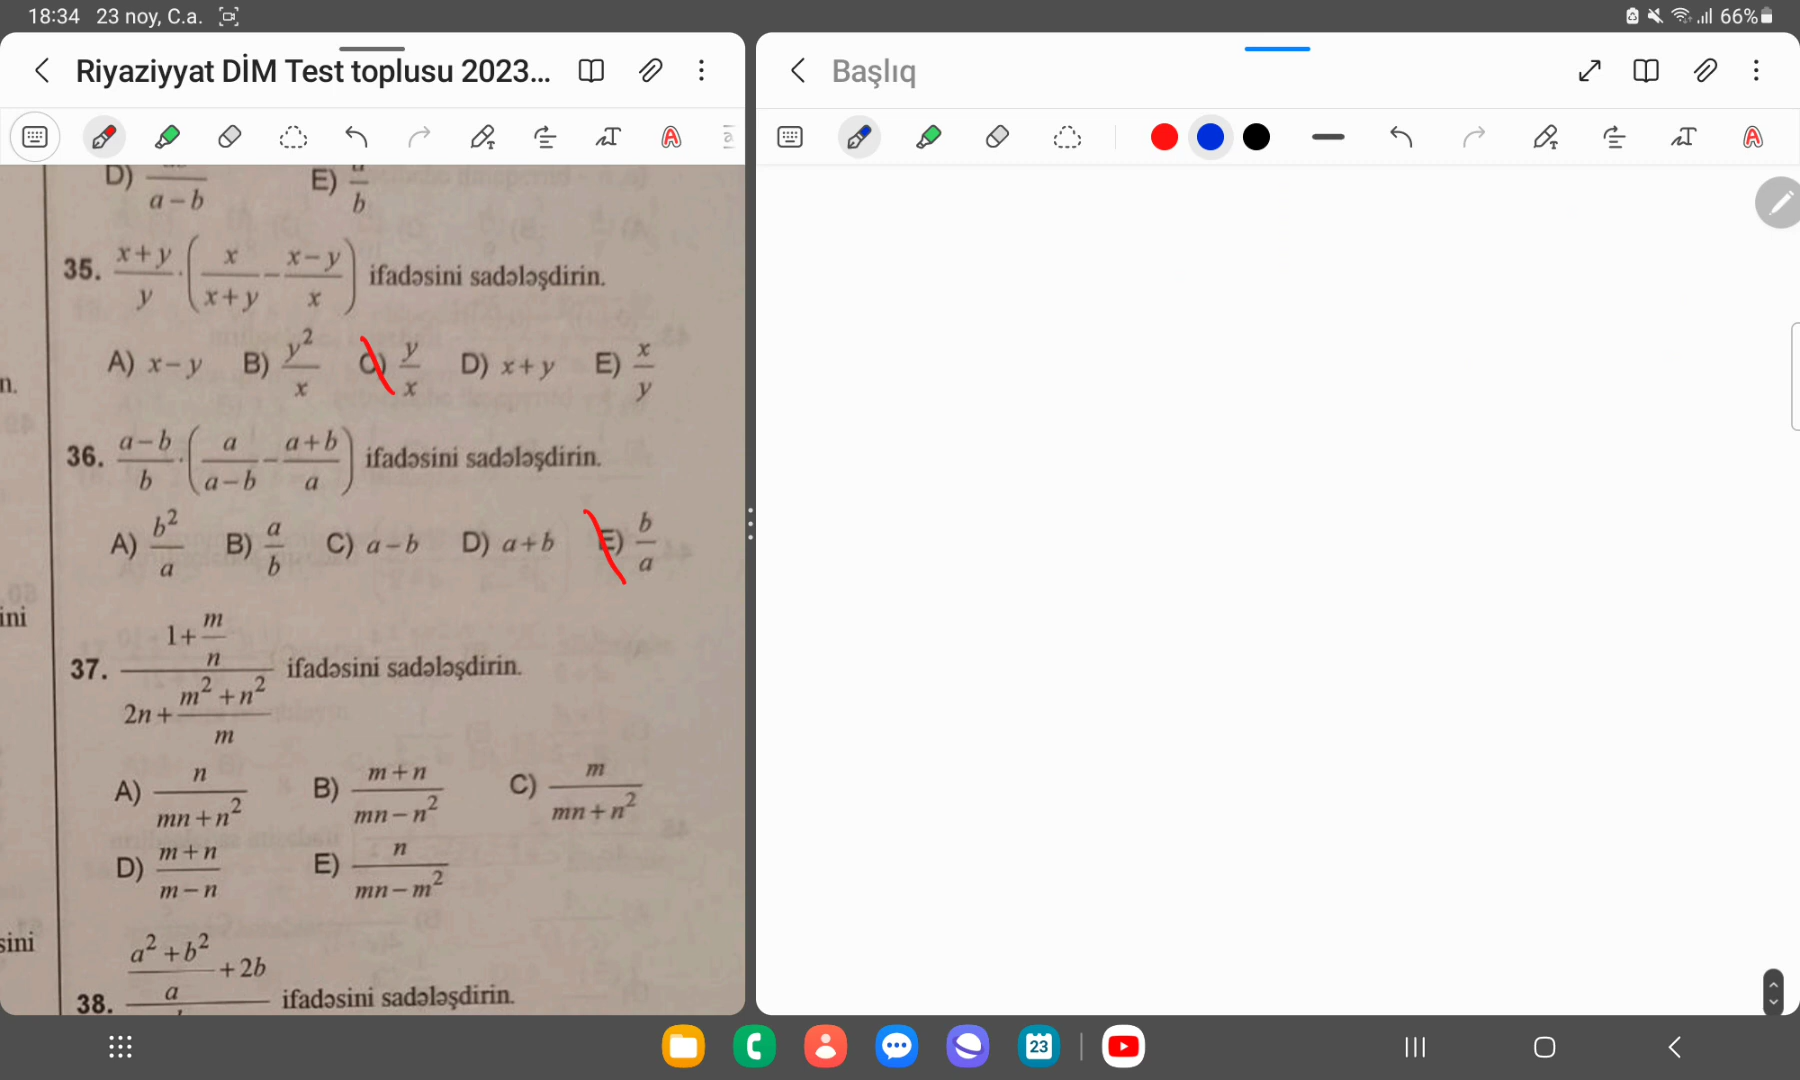 18:34 23 noy, C.a. 66%
Riyaziyyat DİM Test toplusu 2023...
Başlıq
D) a – b E) b
35. x+y/y · (x/x+y – x–y/x) ifadəsini sadələşdirin.
A) x – y B) y²/x C) y/x D) x+y E) x/y
n.
36. a–b/b · (a/a–b – a+b/a) ifadəsini sadələşdirin.
A) b²/a B) a/b C) a–b D) a+b E) b/a
ini
37. 1+m/n / 2n+m²+n²/m ifadəsini sadələşdirin.
A) n/mn+n² B) m+n/mn–n² C) m/mn+n²
D) m+n/m–n E) n/mn–m²
sini
38. a²+b²/a +2b ifadəsini sadələşdirin.
23